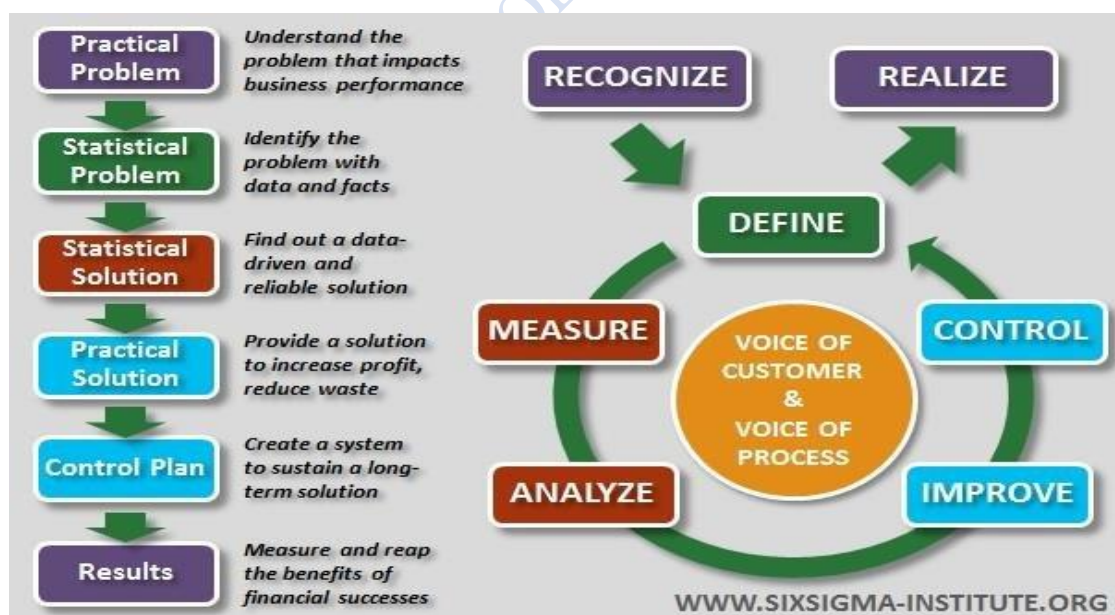 Practical
Problem
Understand the
problem that impacts
business performance
Statistical
Problem
Identify the
problem with
data and facts
Statistical
Solution
Find out a data-
driven and
reliable solution
Practical
Solution
Provide a solution
to increase profit,
reduce waste
Control Plan
Create a system
to sustain a long-
term solution
Results
Measure and reap
the benefits of
financial successes
RECOGNIZE
REALIZE
DEFINE
MEASURE
CONTROL
VOICE OF
CUSTOMER
&
VOICE OF
PROCESS
ANALYZE
IMPROVE
WWW.SIXSIGMA-INSTITUTE.ORG